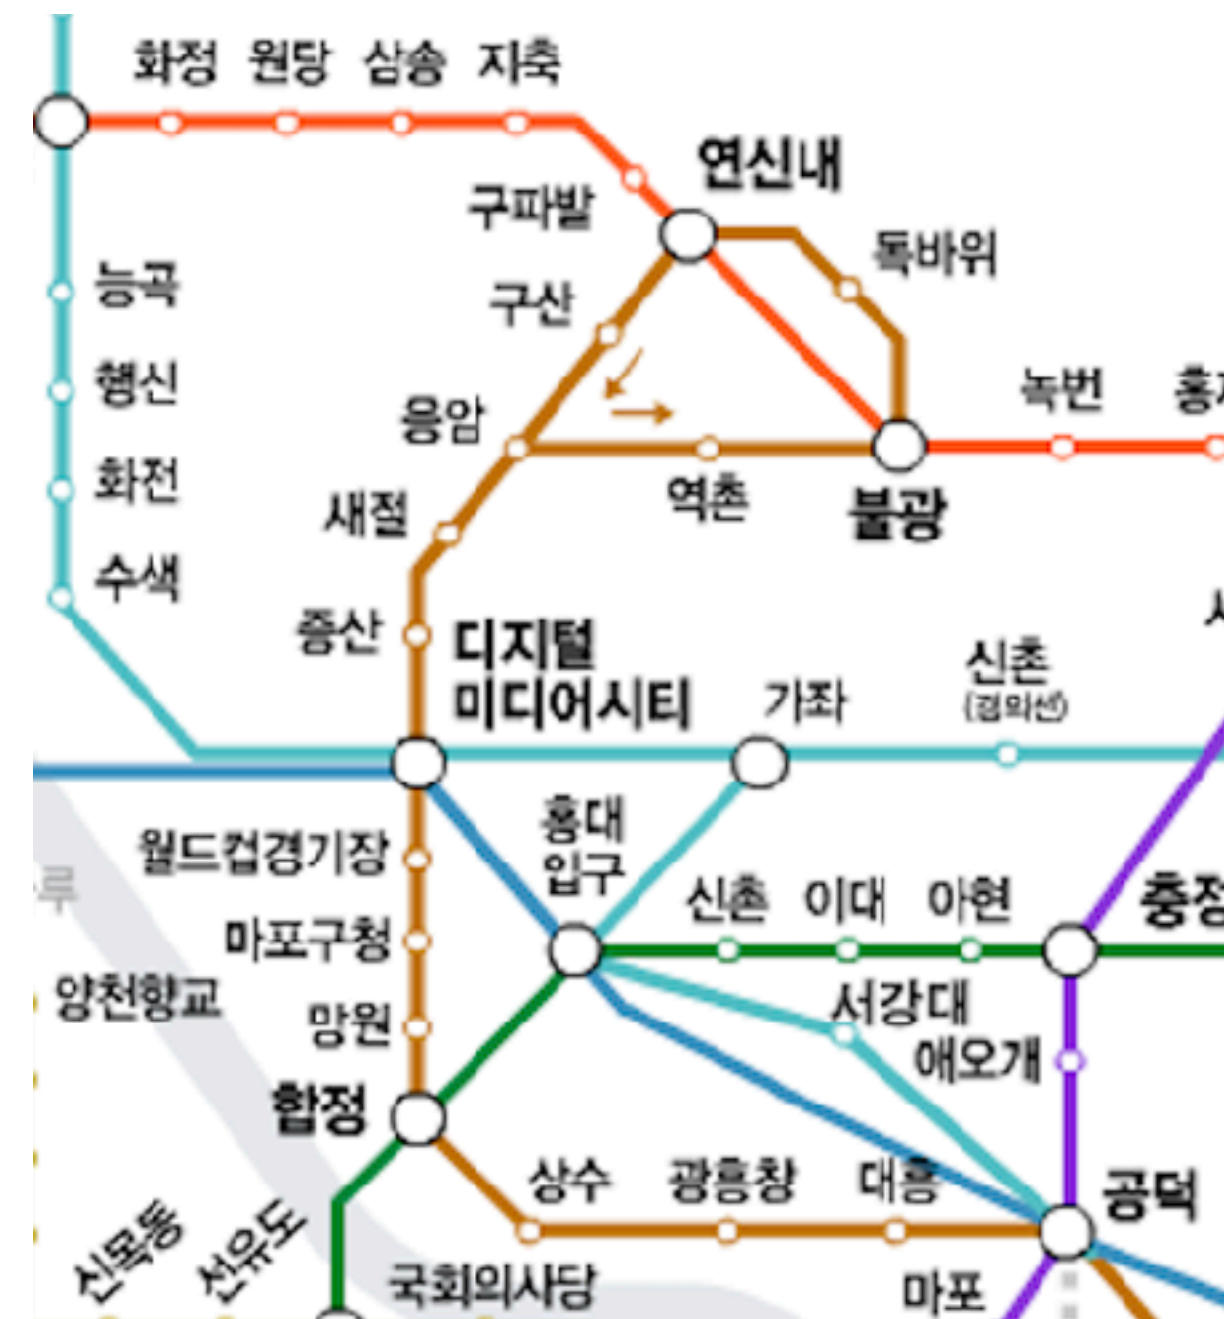 화정 원당 삼송 지축
연신내
구파발
독바위
능곡
구산
행신
녹번
응암
화전
역촌
불광
새절
수색
증산
디지털
미디어시티
가좌
신촌
(경의선)
홍대
입구
월드컵경기장
신촌 이대 아현
루
마포구청
양천향교
망원
서강대
애오개
합정
상수 광흥창 대흥
공덕
신목동
선유도
국회의사당
마포